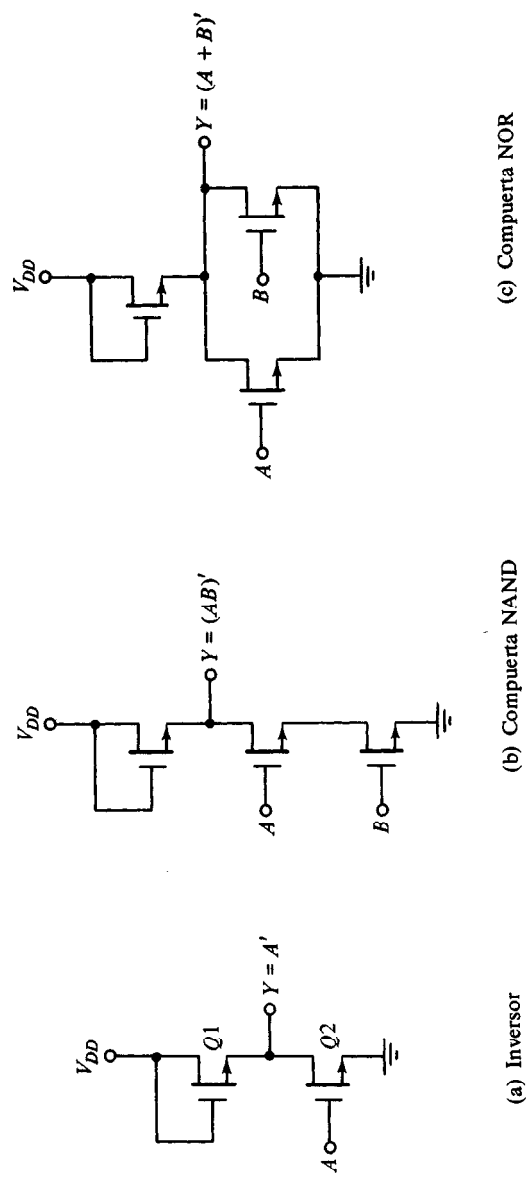 V_DD
Q1
Y = A'
Q2
A
(a) Inversor
V_DD
Y = (AB)'
A
B
(b) Compuerta NAND
V_DD
Y = (A + B)'
A
B
(c) Compuerta NOR